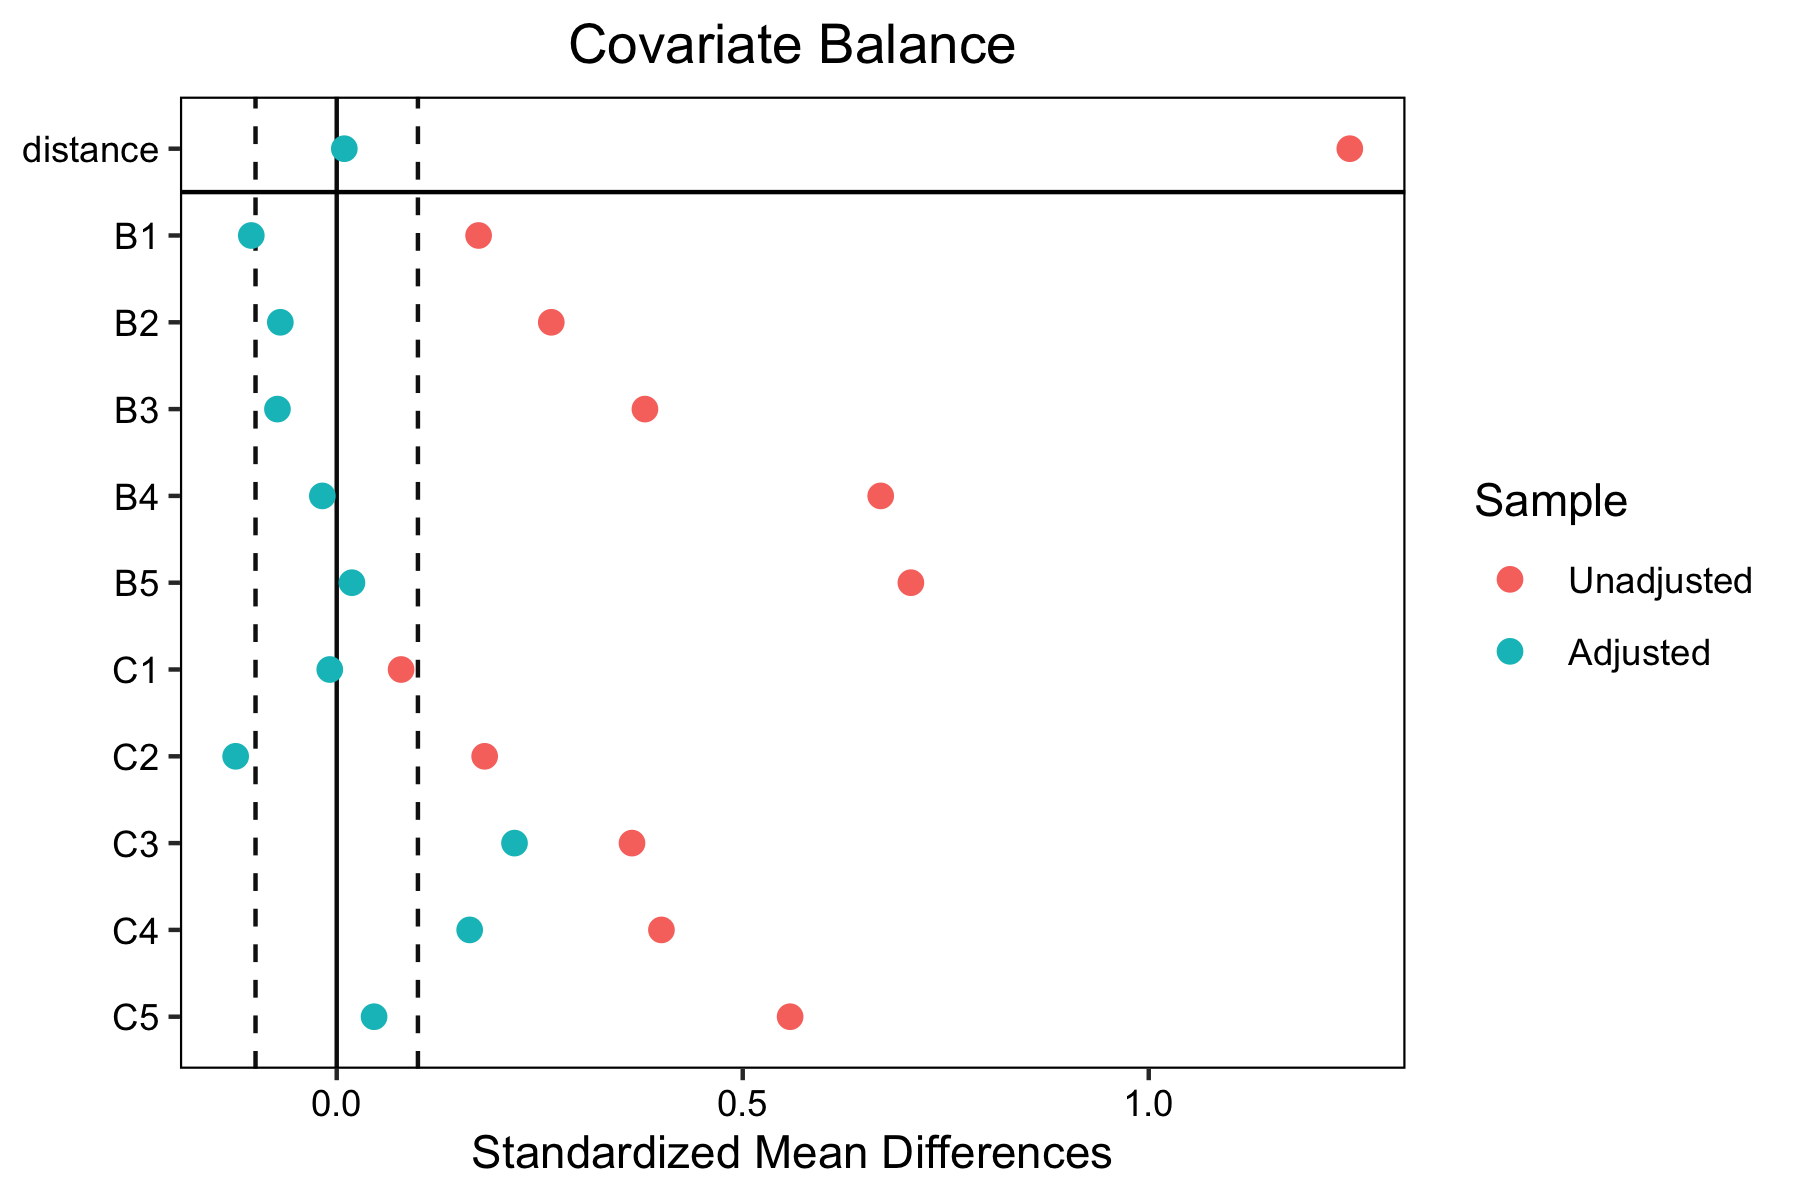 Covariate Balance
distance
B1
B2
B3
B4
B5
C1
C2
C3
C4
C5
0.0 0.5 1.0
Standardized Mean Differences
Sample
Unadjusted
Adjusted